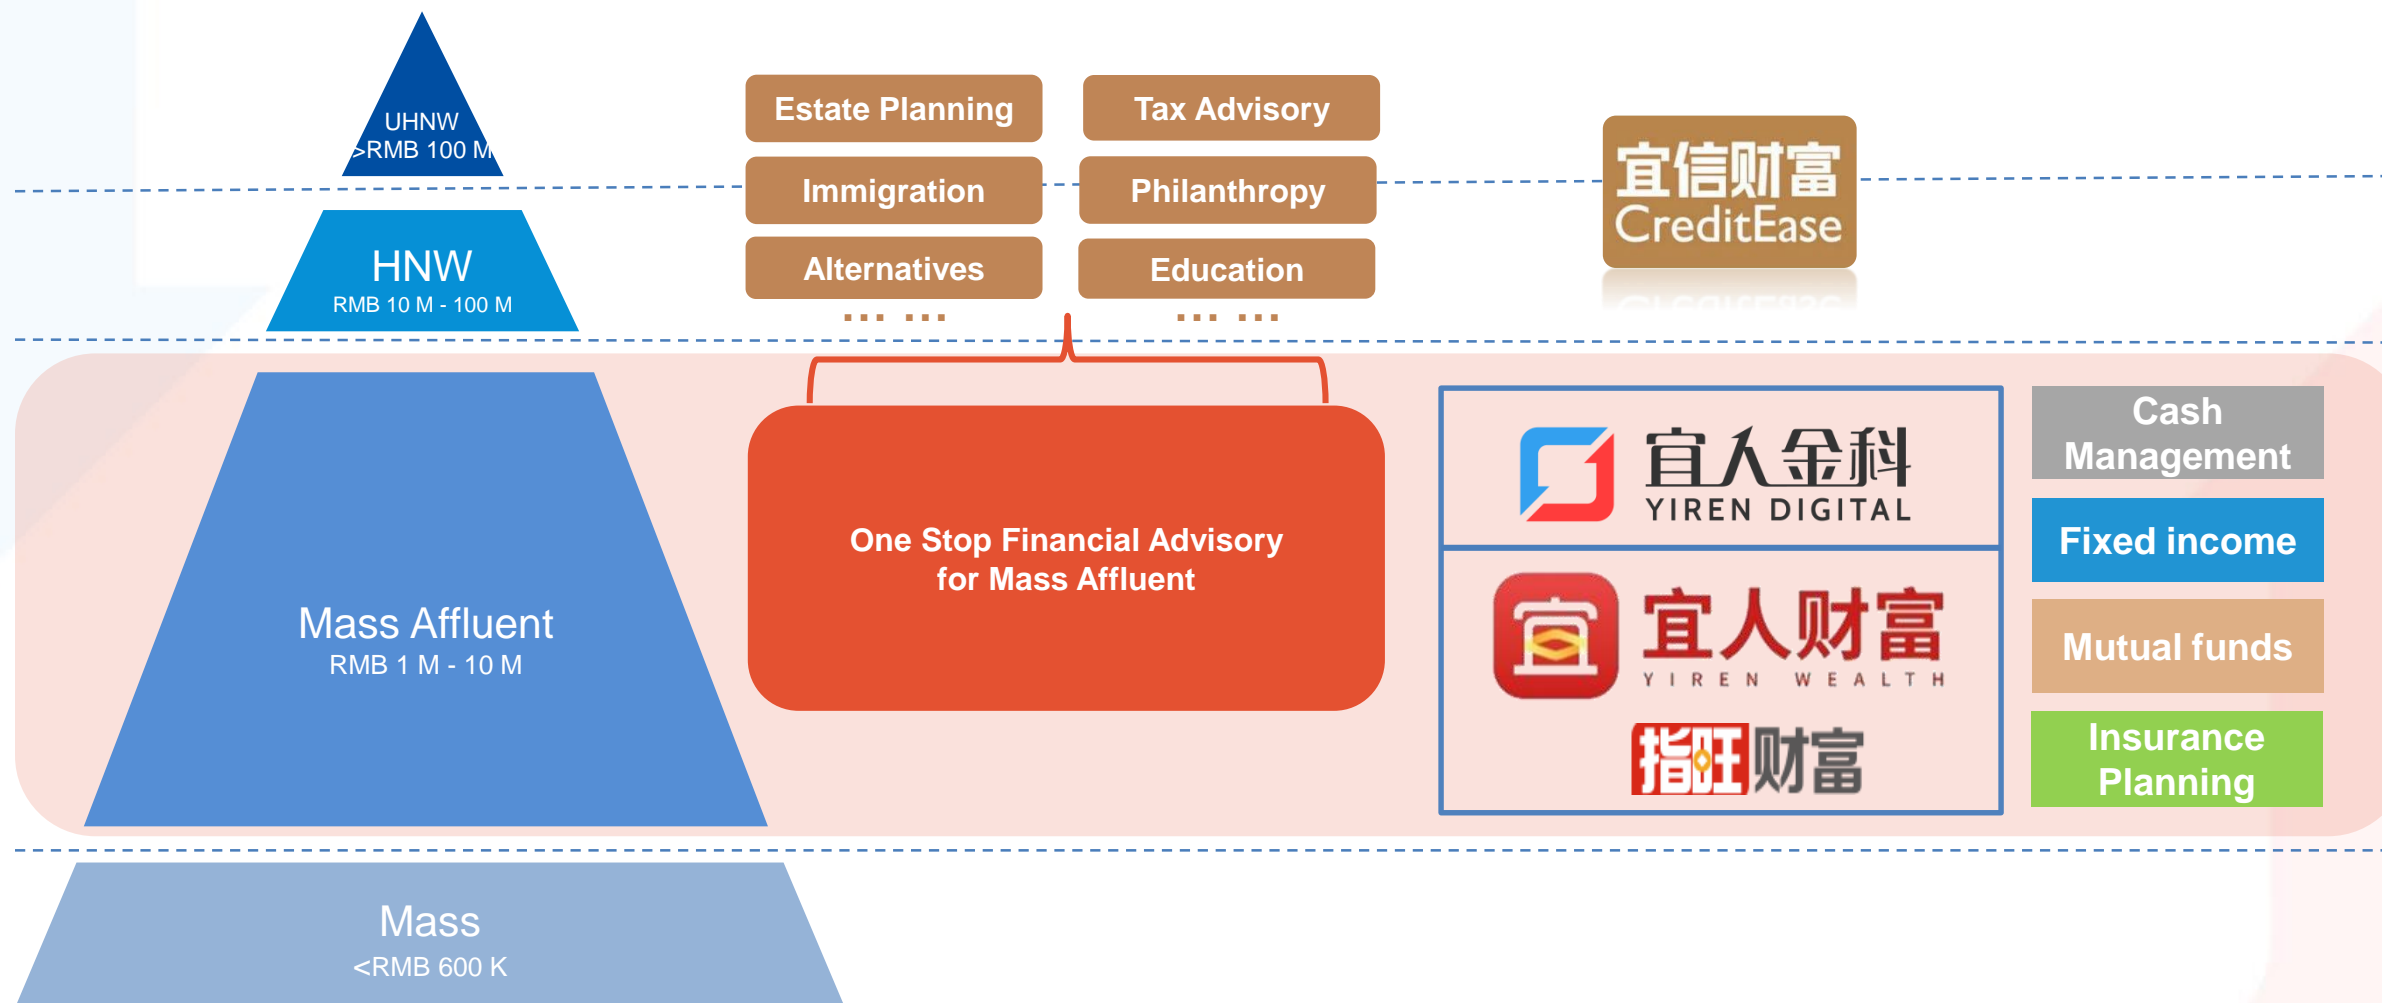 UHNW
>RMB 100 M
HNW
RMB 10 M - 100 M
Mass Affluent
RMB 1 M - 10 M
Mass
<RMB 600 K
Estate Planning
Tax Advisory
Immigration
Philanthropy
Alternatives
Education
... ...
... ...
One Stop Financial Advisory
for Mass Affluent
宜信财富
CreditEase
宜人金科
YIREN DIGITAL
宜
宜人财富
YIREN WEALTH
指旺财富
Cash
Management
Fixed income
Mutual funds
Insurance
Planning